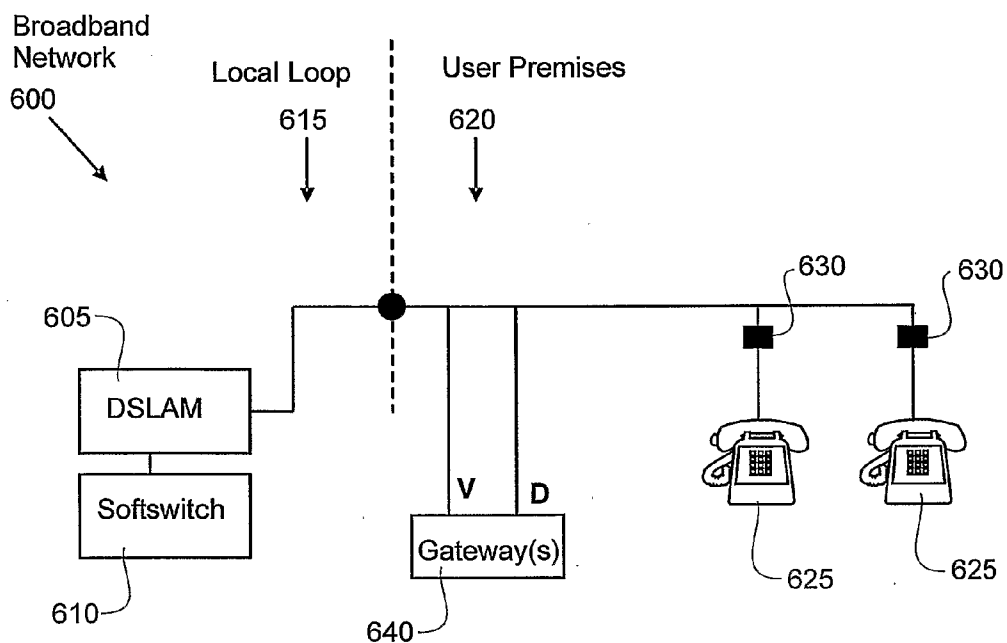 Broadband
Network
600
Local Loop
615
User Premises
620
630
630
605
DSLAM
Softswitch
610
V
D
Gateway(s)
640
625
625